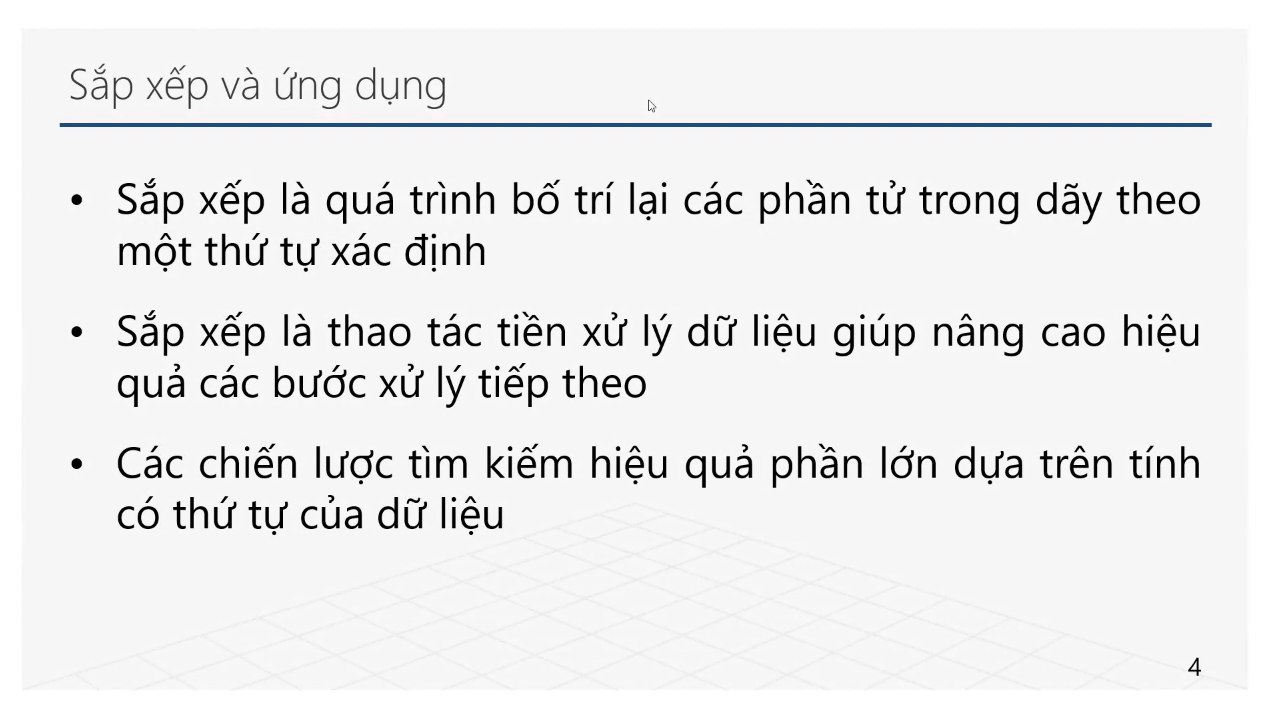 Sắp xếp và ứng dụng
• Sắp xếp là quá trình bố trí lại các phần tử trong dãy theo
một thứ tự xác định
• Sắp xếp là thao tác tiền xử lý dữ liệu giúp nâng cao hiệu
quả các bước xử lý tiếp theo
• Các chiến lược tìm kiếm hiệu quả phần lớn dựa trên tính
có thứ tự của dữ liệu
4